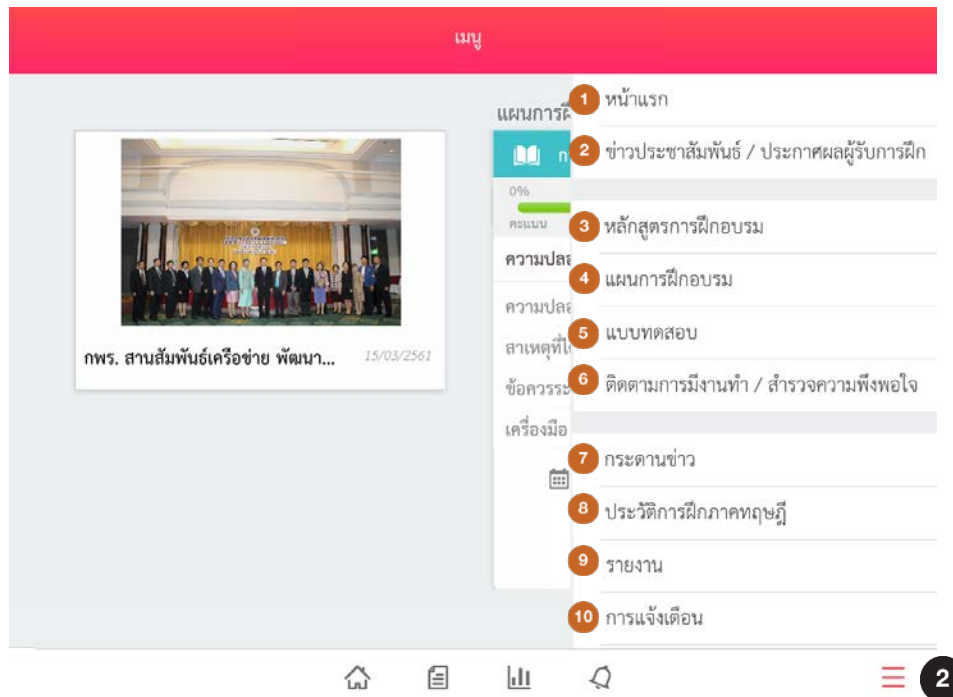 เมนู
แผนการฝึ
ก
0%
คะแนน
ความปลอ
ความปลอ
สาเหตุที่ไ
ข้อควรระ
เครื่องมือ
กพร. สานสัมพันธ์เครือข่าย พัฒนา... 15/03/2561
1 หน้าแรก
2 ข่าวประชาสัมพันธ์ / ประกาศผลผู้รับการฝึก
3 หลักสูตรการฝึกอบรม
4 แผนการฝึกอบรม
5 แบบทดสอบ
6 ติดตามการมีงานทำ / สำรวจความพึงพอใจ
7 กระดานข่าว
8 ประวัติการฝึกภาคทฤษฎี
9 รายงาน
10 การแจ้งเตือน
2